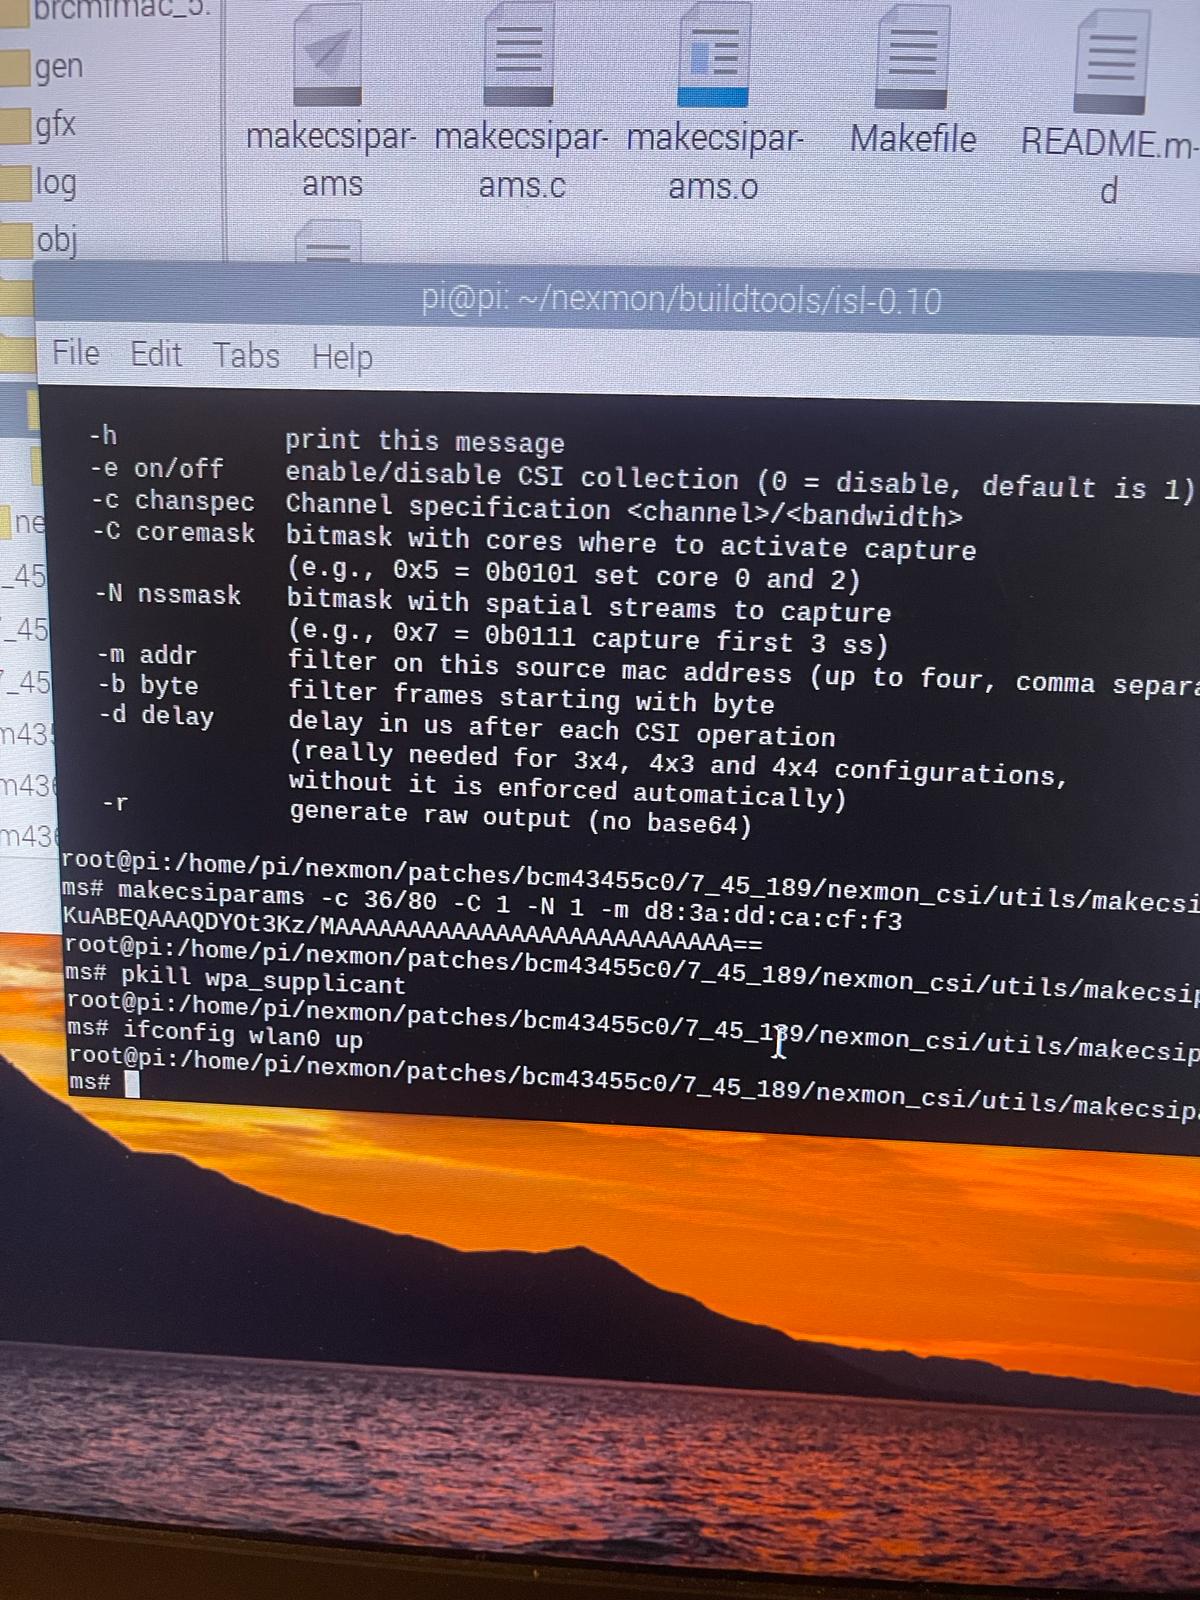 brcmfmac_5.
gen
gfx
log
obj
makecsipar-
ams
makecsipar-
ams.c
makecsipar-
ams.o
Makefile
README.m-
d
pi@pi: ~/nexmon/buildtools/isl-0.10
File Edit Tabs Help
ne
_45
_45
_45
m43
m43
m43
-h print this message
-e on/off enable/disable CSI collection (0 = disable, default is 1)
-c chanspec Channel specification <channel>/<bandwidth>
-C coremask bitmask with cores where to activate capture
(e.g., 0x5 = 0b0101 set core 0 and 2)
-N nssmask bitmask with spatial streams to capture
(e.g., 0x7 = 0b0111 capture first 3 ss)
-m addr filter on this source mac address (up to four, comma separa
-b byte filter frames starting with byte
-d delay delay in us after each CSI operation
(really needed for 3x4, 4x3 and 4x4 configurations,
without it is enforced automatically)
-r generate raw output (no base64)
root@pi:/home/pi/nexmon/patches/bcm43455c0/7_45_189/nexmon_csi/utils/makecsi
ms# makecsiparams -c 36/80 -C 1 -N 1 -m d8:3a:dd:ca:cf:f3
KuABEQAAAQDYOt3Kz/MAAAAAAAAAAAAAAAAAAAAAAAAAAA==
root@pi:/home/pi/nexmon/patches/bcm43455c0/7_45_189/nexmon_csi/utils/makecsip
ms# pkill wpa_supplicant
root@pi:/home/pi/nexmon/patches/bcm43455c0/7_45_189/nexmon_csi/utils/makecsip
ms# ifconfig wlan0 up
root@pi:/home/pi/nexmon/patches/bcm43455c0/7_45_189/nexmon_csi/utils/makecsipa
ms#